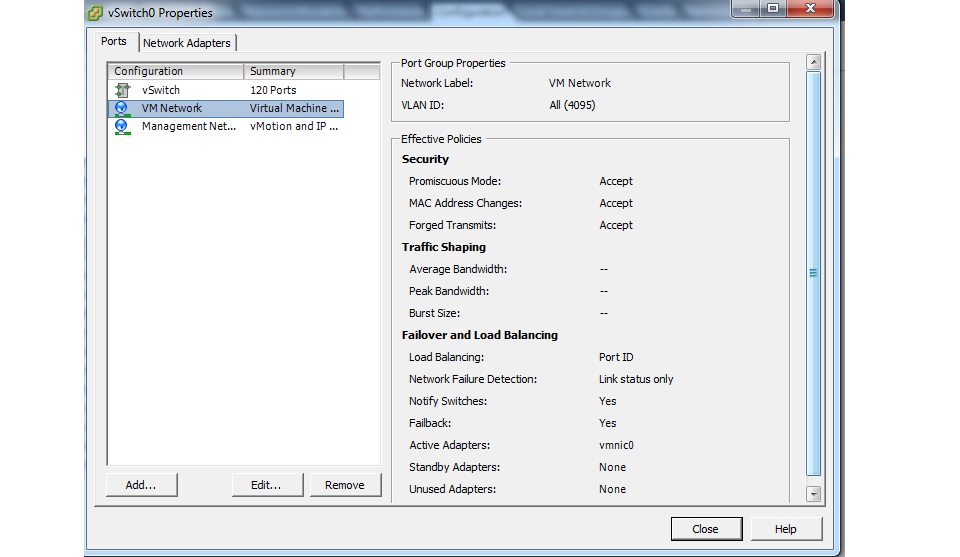 vSwitch0 Properties
Ports
Network Adapters
Configuration Summary
vSwitch 120 Ports
VM Network Virtual Machine ...
Management Net... vMotion and IP ...
Add...
Edit...
Remove
Port Group Properties
Network Label: VM Network
VLAN ID: All (4095)
Effective Policies
Security
Promiscuous Mode: Accept
MAC Address Changes: Accept
Forged Transmits: Accept
Traffic Shaping
Average Bandwidth: --
Peak Bandwidth: --
Burst Size: --
Failover and Load Balancing
Load Balancing: Port ID
Network Failure Detection: Link status only
Notify Switches: Yes
Failback: Yes
Active Adapters: vmnic0
Standby Adapters: None
Unused Adapters: None
Close
Help